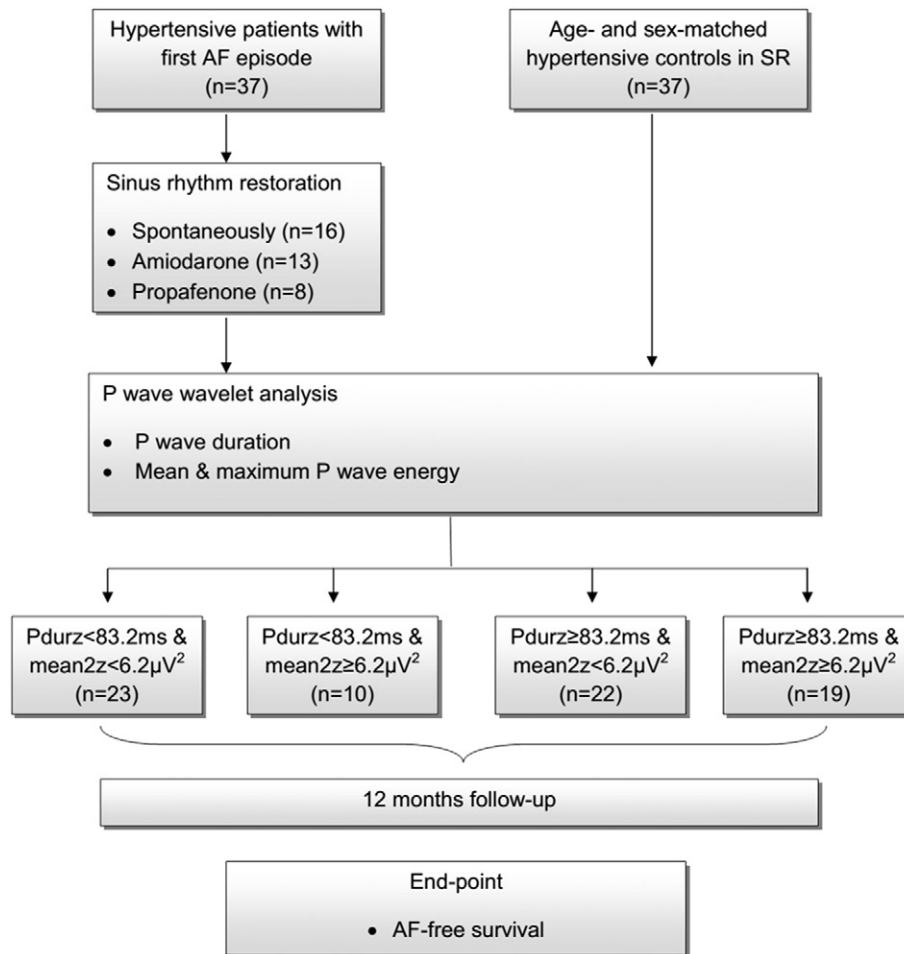 Hypertensive patients with
first AF episode
(n=37)
Age- and sex-matched
hypertensive controls in SR
(n=37)
Sinus rhythm restoration
• Spontaneously (n=16)
• Amiodarone (n=13)
• Propafenone (n=8)
P wave wavelet analysis
• P wave duration
• Mean & maximum P wave energy
Pdurz<83.2ms &
mean2z<6.2µV²
(n=23)
Pdurz<83.2ms &
mean2z≥6.2µV²
(n=10)
Pdurz≥83.2ms &
mean2z<6.2µV²
(n=22)
Pdurz≥83.2ms &
mean2z≥6.2µV²
(n=19)
12 months follow-up
End-point
• AF-free survival